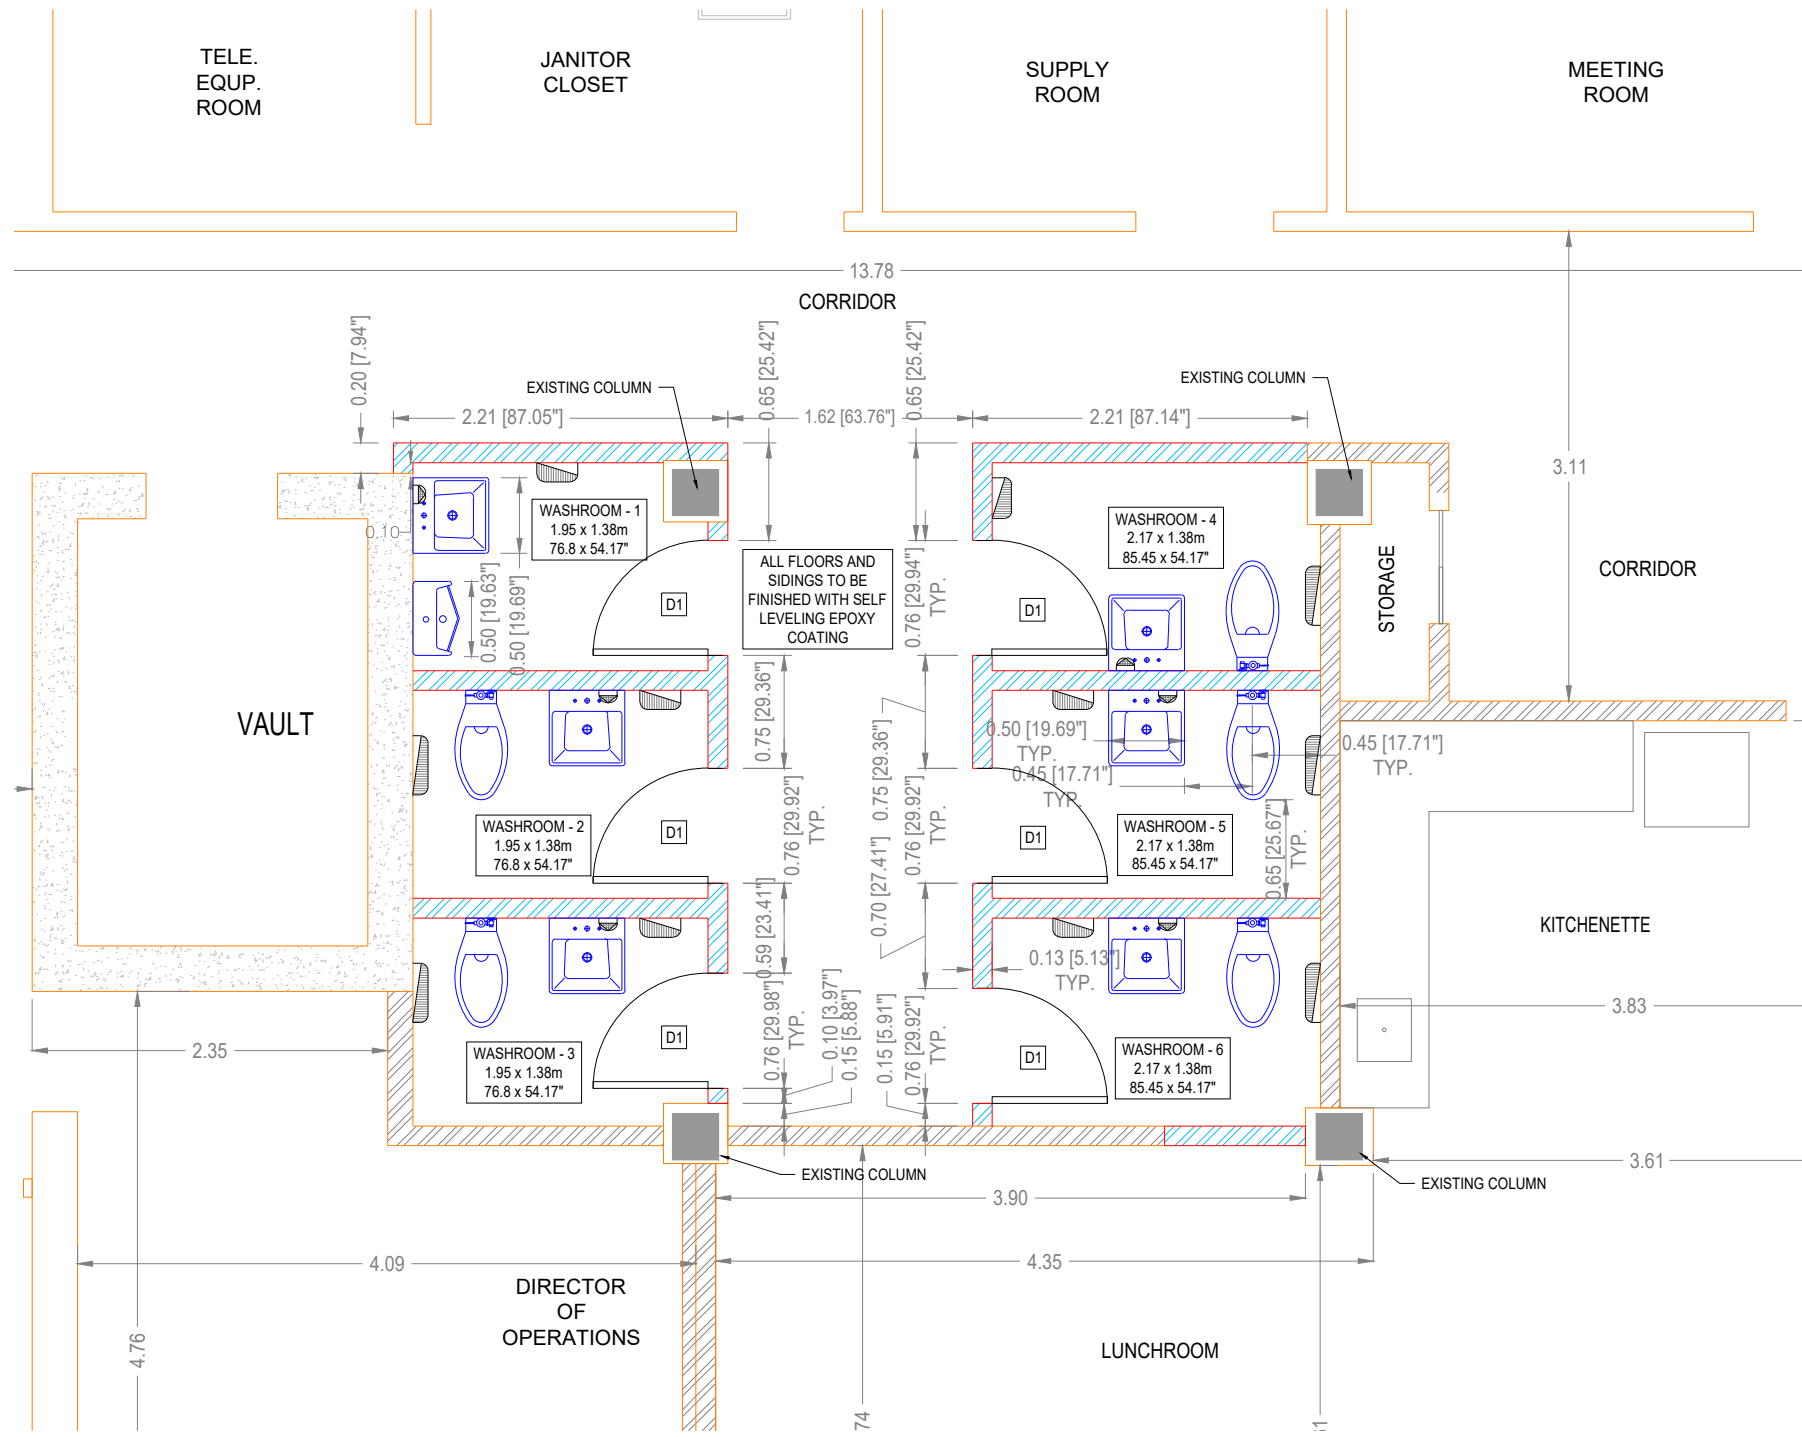 TELE.
EQUP.
ROOM
JANITOR
CLOSET
SUPPLY
ROOM
MEETING
ROOM
13.78
CORRIDOR
0.20 [7.94"]
EXISTING COLUMN
2.21 [87.05"]
0.65 [25.42"]
1.62 [63.76"]
0.65 [25.42"]
EXISTING COLUMN
2.21 [87.14"]
3.11
0.10
WASHROOM - 1
1.95 x 1.38m
76.8 x 54.17"
0.50 [19.63"]
0.50 [19.69"]
D1
ALL FLOORS AND
SIDINGS TO BE
FINISHED WITH SELF
LEVELING EPOXY
COATING
0.76 [29.94"]
TYP.
D1
WASHROOM - 4
2.17 x 1.38m
85.45 x 54.17"
STORAGE
CORRIDOR
VAULT
0.75 [29.36"]
0.75 [29.36"]
0.50 [19.69"]
TYP.
0.45 [17.71"]
TYP.
0.45 [17.71"]
TYP.
WASHROOM - 2
1.95 x 1.38m
76.8 x 54.17"
D1
0.76 [29.92"]
TYP.
0.76 [29.92"]
TYP.
D1
WASHROOM - 5
2.17 x 1.38m
85.45 x 54.17"
0.65 [25.67"]
TYP.
0.59 [23.41"]
0.70 [27.41"]
KITCHENETTE
0.13 [5.13"]
TYP.
3.83
2.35
WASHROOM - 3
1.95 x 1.38m
76.8 x 54.17"
D1
0.76 [29.98"]
TYP.
0.10 [3.97"]
0.15 [5.88"]
0.15 [5.91"]
0.76 [29.92"]
TYP.
D1
WASHROOM - 6
2.17 x 1.38m
85.45 x 54.17"
EXISTING COLUMN
3.61
EXISTING COLUMN
3.90
4.09
4.35
DIRECTOR
OF
OPERATIONS
4.76
LUNCHROOM
74